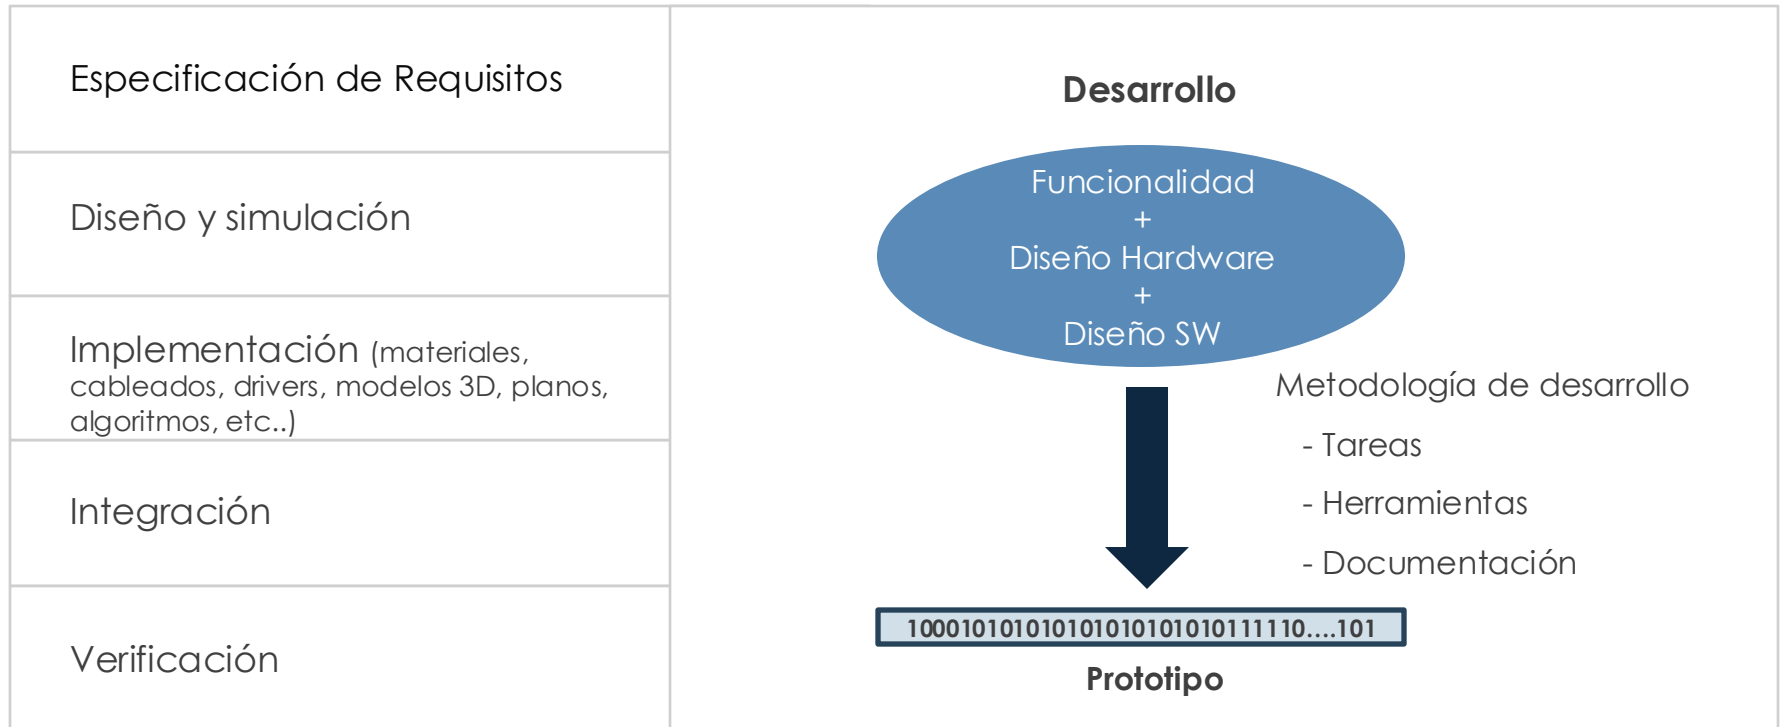 Especificación de Requisitos
Diseño y simulación
Implementación (materiales,
cableados, drivers, modelos 3D, planos,
algoritmos, etc..)
Integración
Verificación
Desarrollo
Funcionalidad
+
Diseño Hardware
+
Diseño SW
Metodología de desarrollo
- Tareas
- Herramientas
- Documentación
1000101010101010101010111110....101
Prototipo